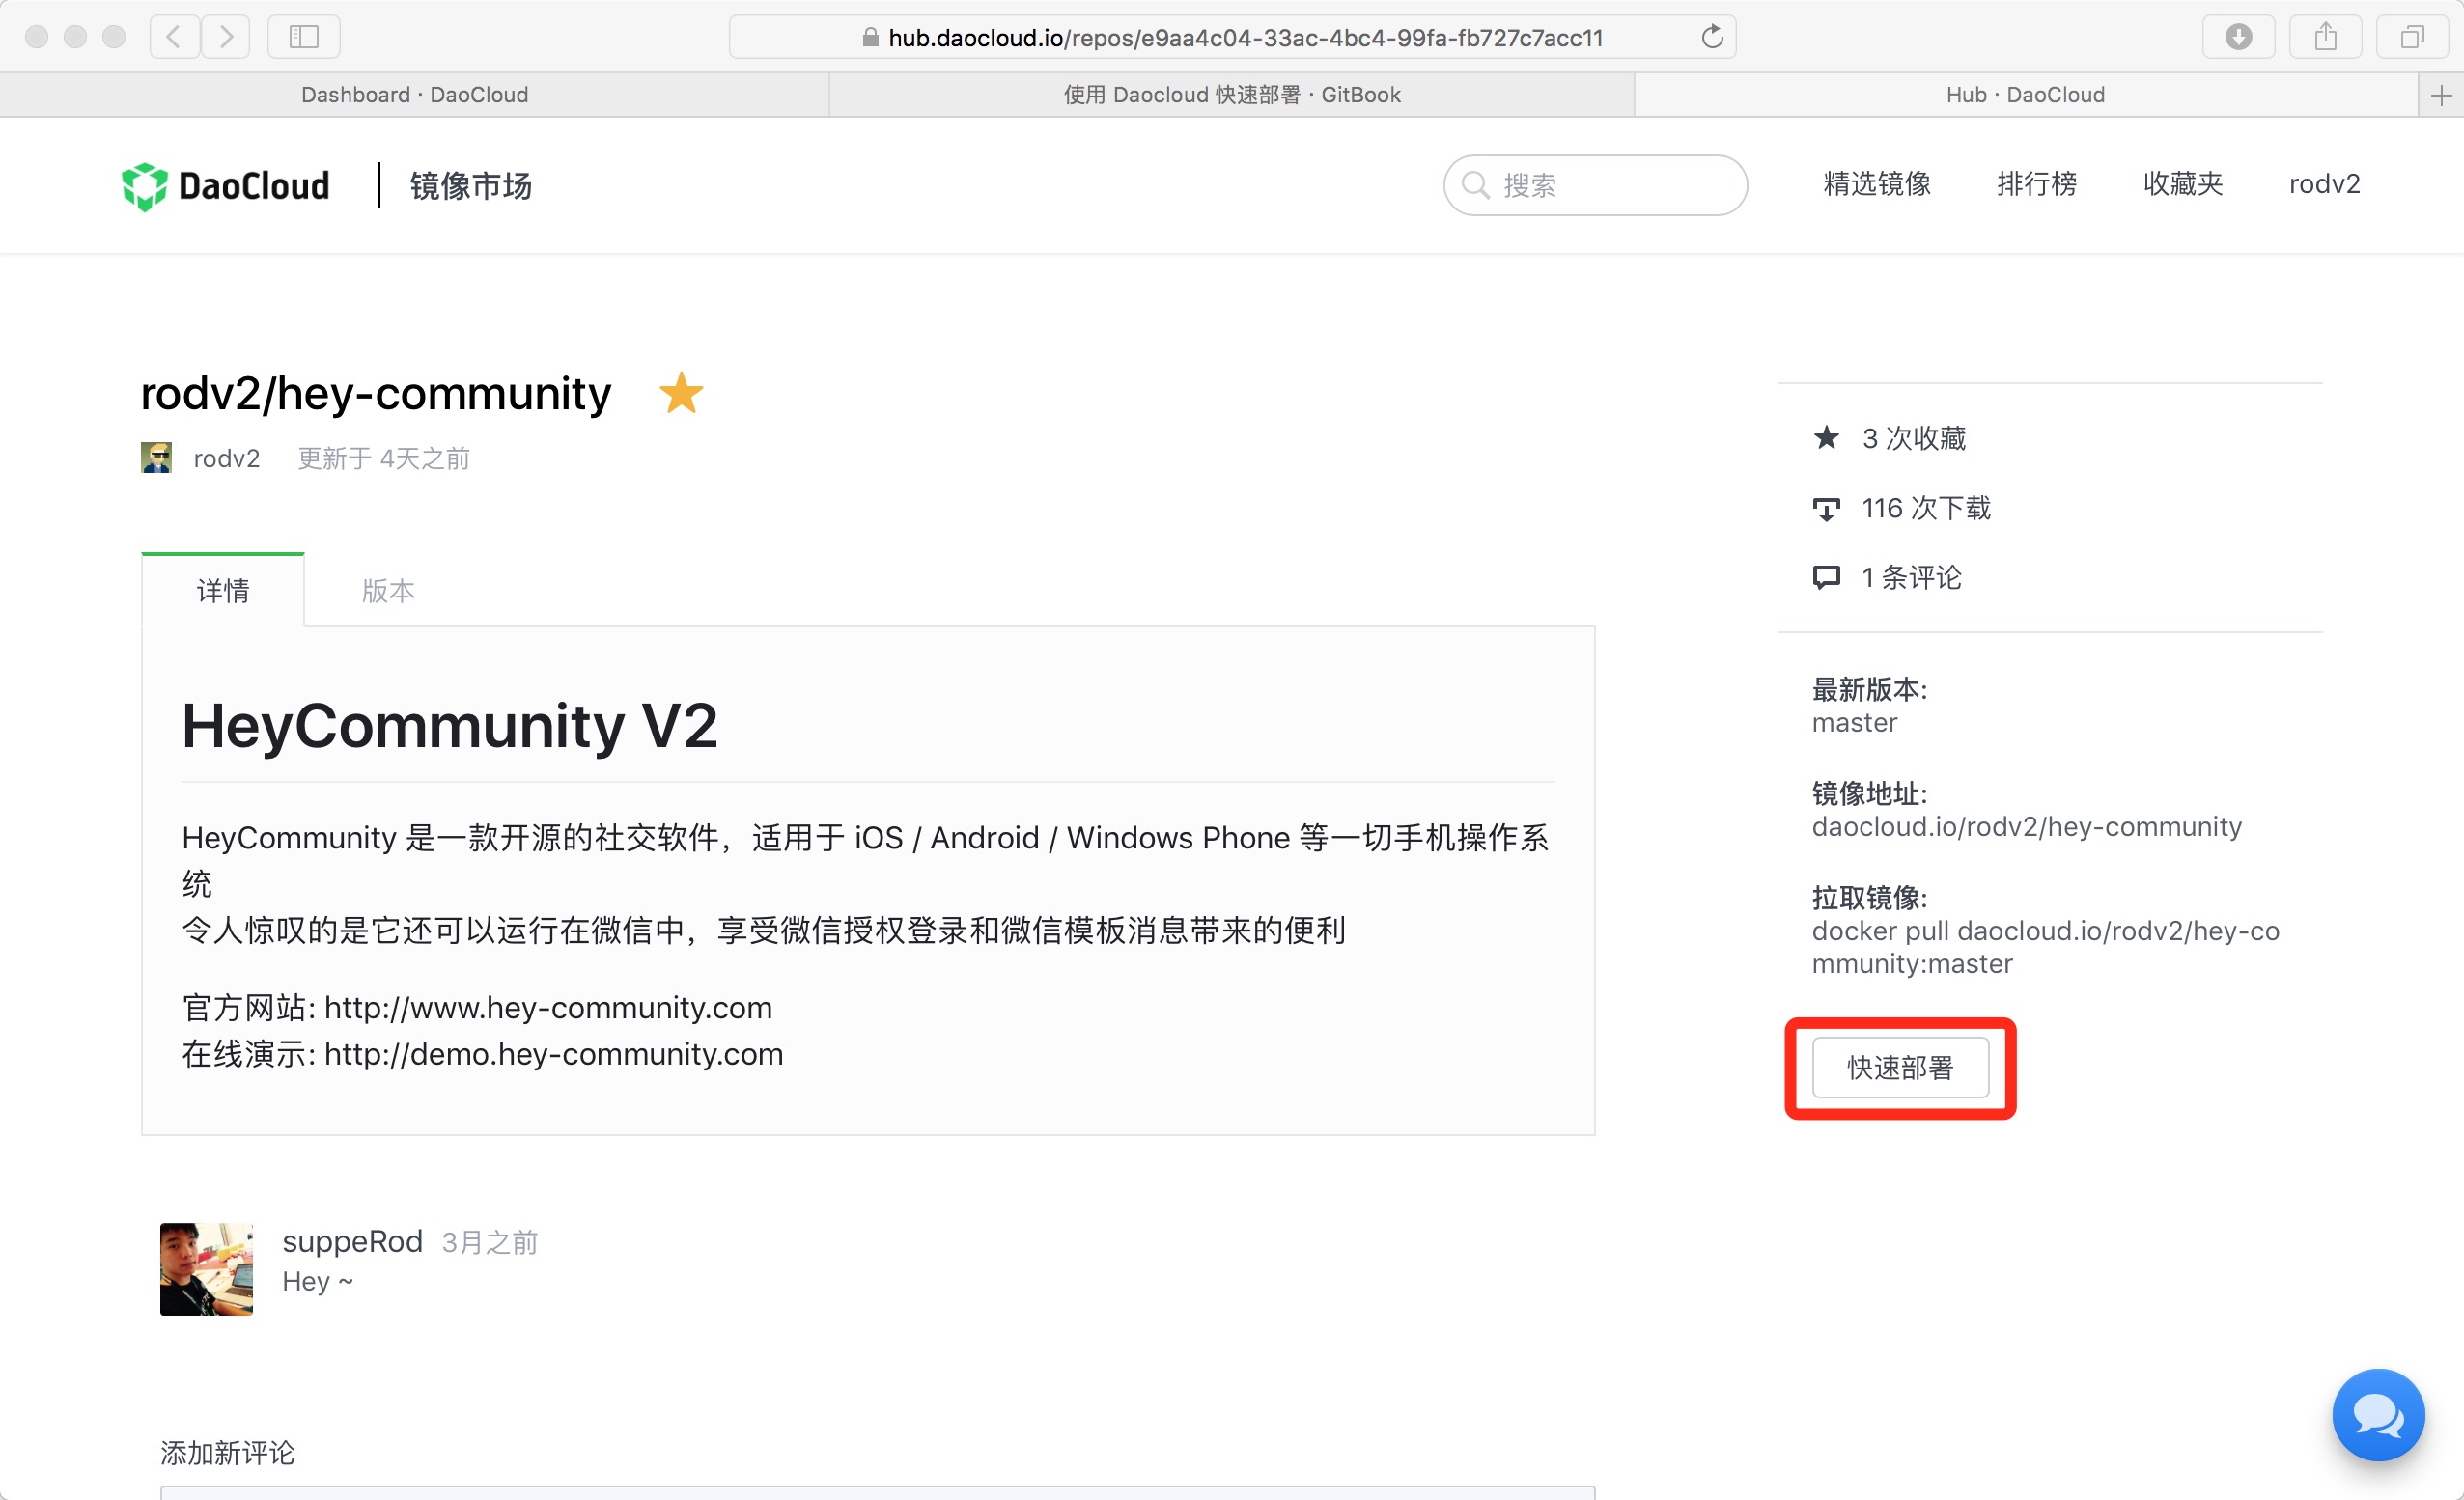 hub.daocloud.io/repos/e9aa4c04-33ac-4bc4-99fa-fb727c7acc11
Dashboard · DaoCloud
使用 Daocloud 快速部署 · GitBook
Hub · DaoCloud
DaoCloud
镜像市场
搜索
精选镜像
排行榜
收藏夹
rodv2
rodv2/hey-community
rodv2 更新于 4天之前
详情
版本
HeyCommunity V2
HeyCommunity 是一款开源的社交软件，适用于 iOS / Android / Windows Phone 等一切手机操作系
统
令人惊叹的是它还可以运行在微信中，享受微信授权登录和微信模板消息带来的便利
官方网站: http://www.hey-community.com
在线演示: http://demo.hey-community.com
suppeRod 3月之前
Hey ~
添加新评论
3 次收藏
116 次下载
1 条评论
最新版本:
master
镜像地址:
daocloud.io/rodv2/hey-community
拉取镜像:
docker pull daocloud.io/rodv2/hey-co
mmunity:master
快速部署